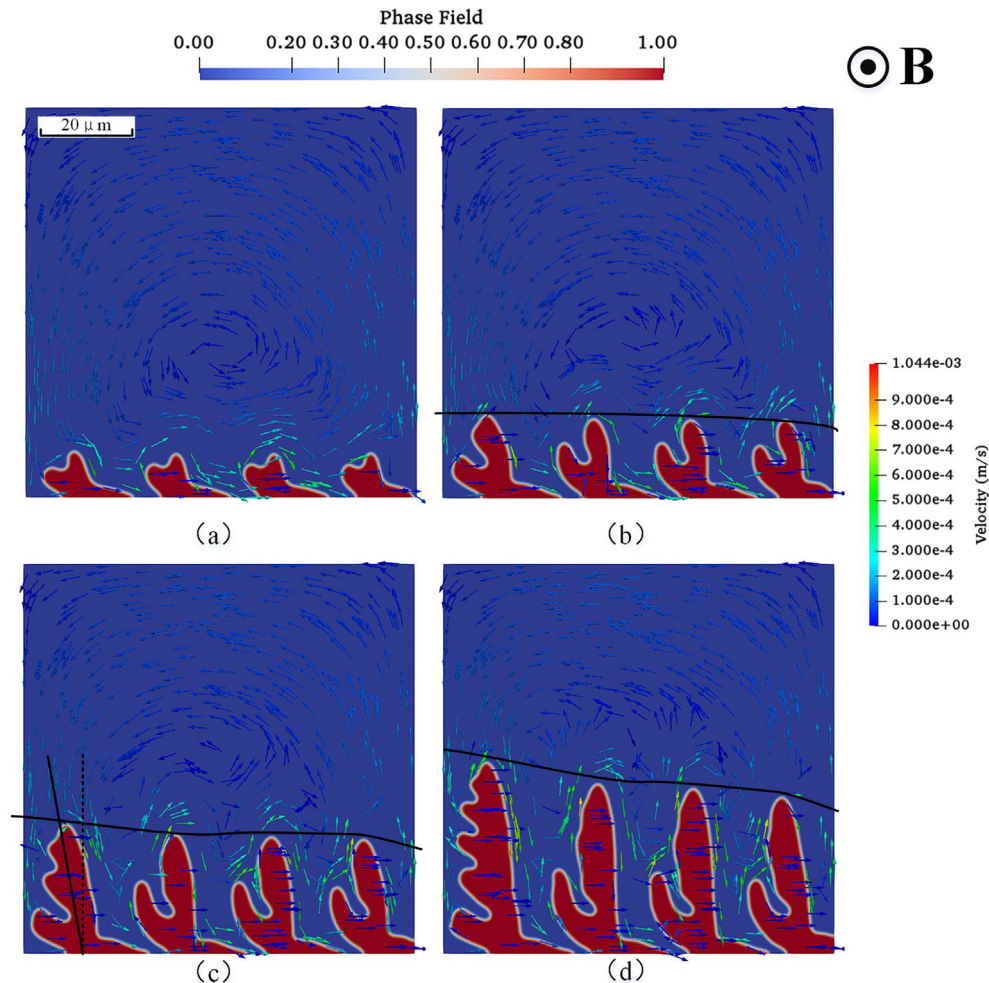 Phase Field
0.00 0.20 0.30 0.40 0.50 0.60 0.70 0.80 1.00
B
20 μm
(a)
(b)
1.044e-03
9.000e-4
8.000e-4
7.000e-4
6.000e-4
5.000e-4
4.000e-4
3.000e-4
2.000e-4
1.000e-4
0.000e+00
Velocity (m/s)
(c)
(d)